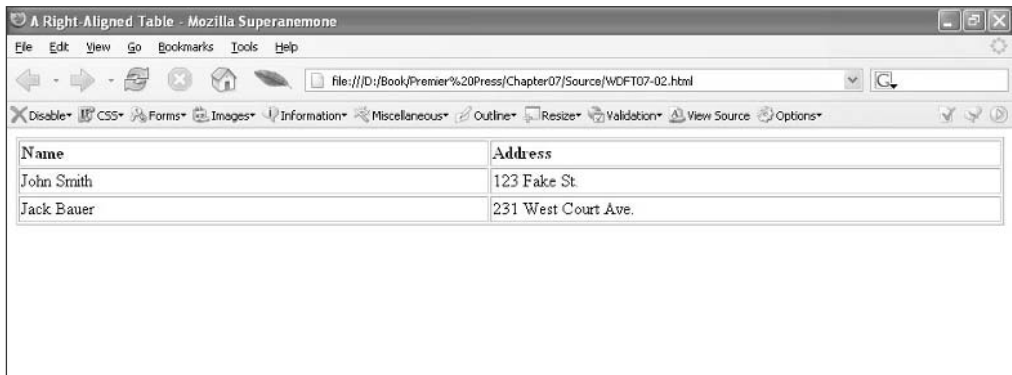 A Right-Aligned Table - Mozilla Superanemone
File Edit View Go Bookmarks Tools Help
file:///D:/Book/Premier%20Press/Chapter07/Source/WDFT07-02.html G
Disable CSS Forms Images Information Miscellaneous Outline Resize Validation View Source Options
Name Address
John Smith 123 Fake St.
Jack Bauer 231 West Court Ave.